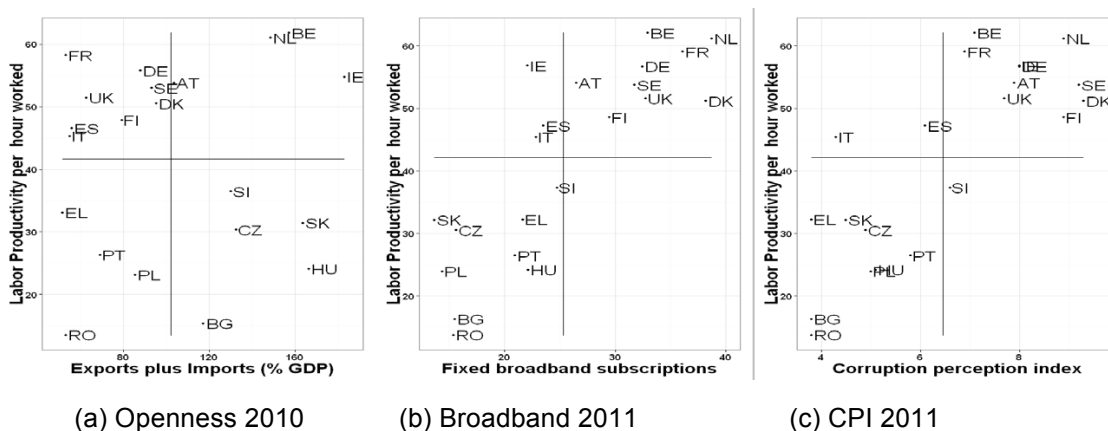 Labor Productivity per hour worked
60
50
40
30
20
NL
BE
FR
IE
DE
AT
SE
UK
DK
FI
ES
IT
SI
EL
SK
CZ
PT
HU
PL
BG
RO
80 120 160
Exports plus Imports (% GDP)
(a) Openness 2010
Labor Productivity per hour worked
60
50
40
30
20
BE
NL
FR
IE
DE
AT
SE
UK
DK
FI
ES
IT
SI
SK
EL
CZ
PT
PL
HU
BG
RO
20 30 40
Fixed broadband subscriptions
(b) Broadband 2011
Labor Productivity per hour worked
60
50
40
30
20
BE
NL
FR
AT
SE
UK
DK
FI
ES
IT
SI
EL
SK
CZ
PT
PL
HU
BG
RO
4 6 8
Corruption perception index
(c) CPI 2011